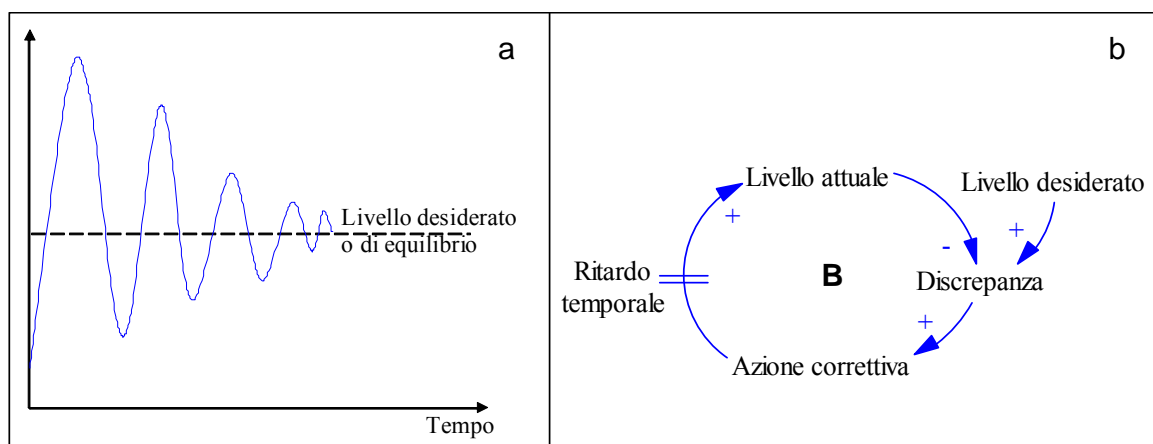 a
Livello desiderato
o di equilibrio
Tempo
b
Livello attuale
Livello desiderato
+
-
+
Ritardo
temporale
B
Discrepanza
+
Azione correttiva